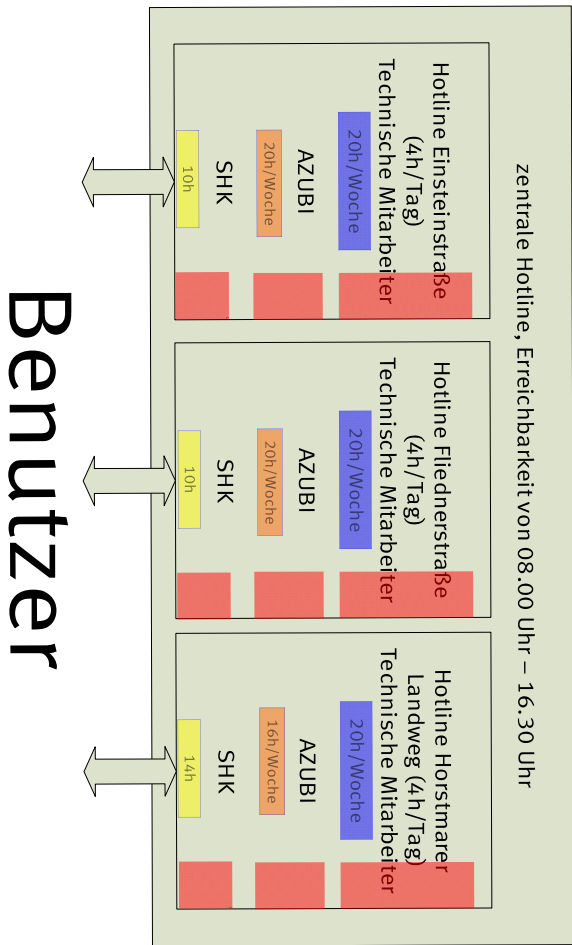 zentrale Hotline, Erreichbarkeit von 08.00 Uhr – 16.30 Uhr
Hotline Einsteinstraße
(4h/Tag)
Technische Mitarbeiter
20h/Woche
AZUBI
20h/Woche
SHK
10h
Hotline Fliednerstraße
(4h/Tag)
Technische Mitarbeiter
20h/Woche
AZUBI
20h/Woche
SHK
10h
Hotline Horstmarer
Landweg (4h/Tag)
Technische Mitarbeiter
20h/Woche
AZUBI
16h/Woche
SHK
14h
Benutzer